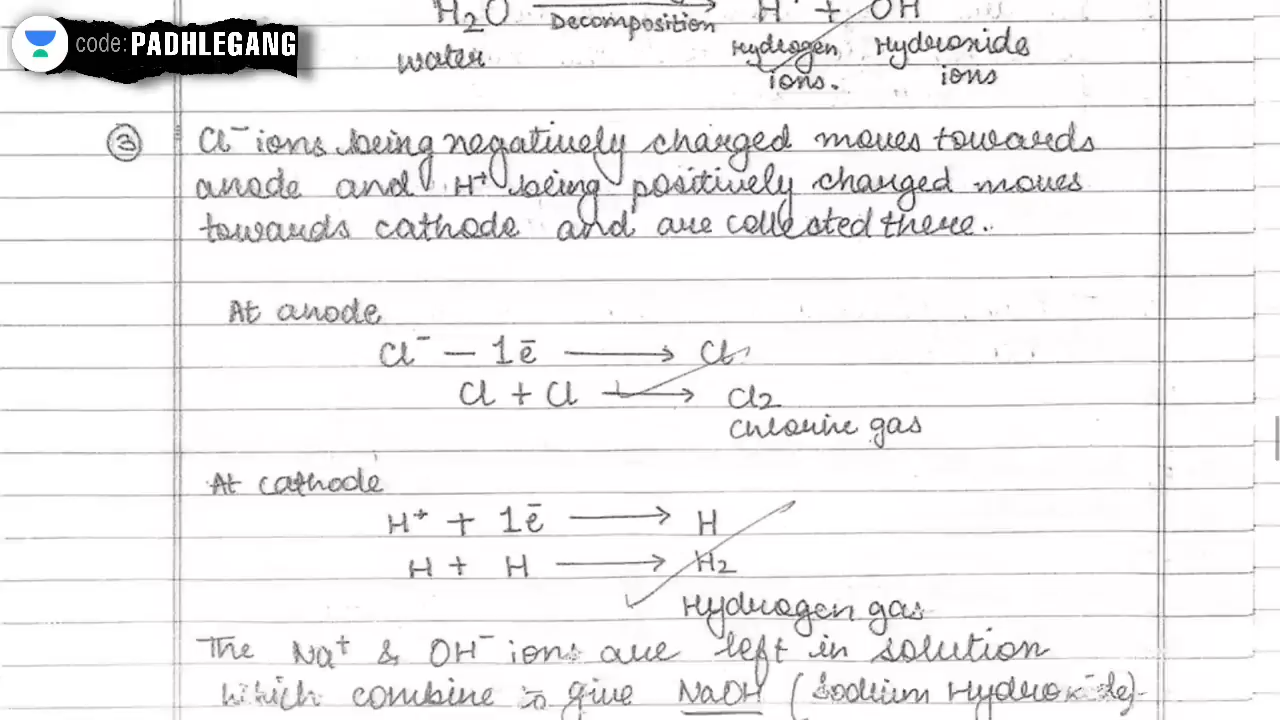 code: PADHLEGANG
H₂O ⟶ H⁺ + OH⁻
Decomposition
water Hydrogen Hydroxide
ions. ions
③ Cl⁻ ions being negatively charged moves towards
anode and H⁺ being positively charged moves
towards cathode and are collected there.
At anode
Cl⁻ – 1ē ⟶ Cl
Cl + Cl ⟶ Cl₂
Chlorine gas
At cathode
H⁺ + 1ē ⟶ H
H + H ⟶ H₂
Hydrogen gas
The Na⁺ & OH⁻ ions are left in solution
which combine to give NaOH (Sodium Hydroxide)